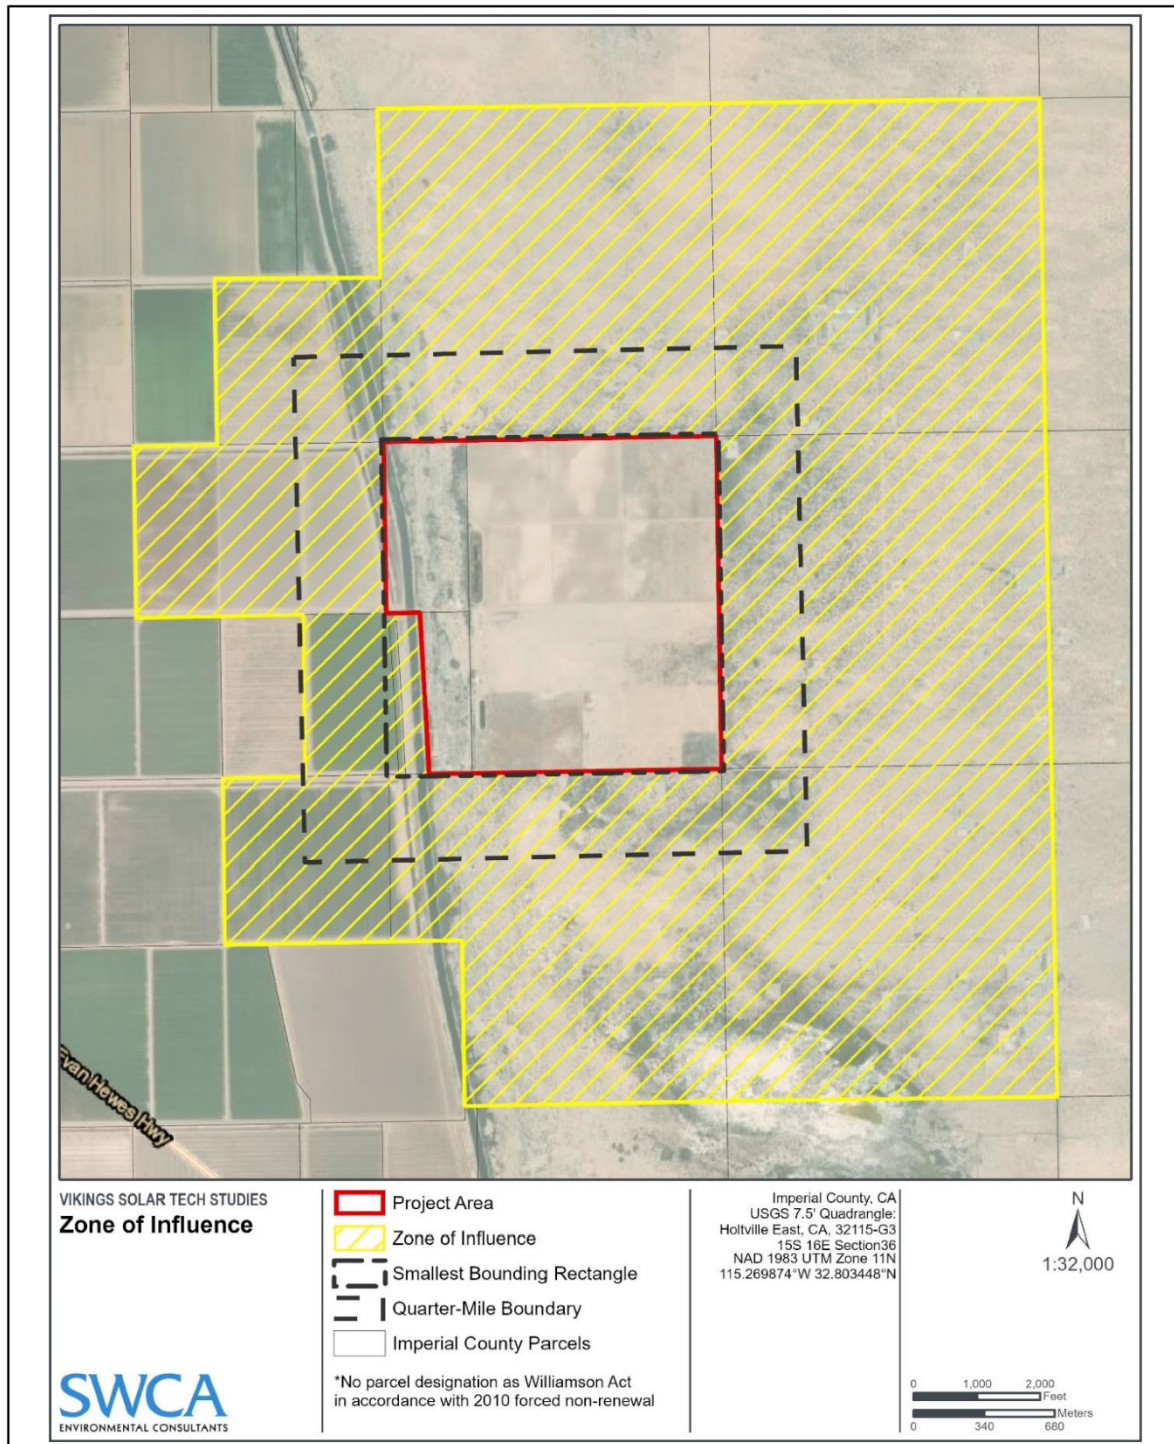 Evan Hewes Hwy
VIKINGS SOLAR TECH STUDIES
Zone of Influence
SWCA
ENVIRONMENTAL CONSULTANTS
Project Area
Zone of Influence
Smallest Bounding Rectangle
Quarter-Mile Boundary
Imperial County Parcels
*No parcel designation as Williamson Act
in accordance with 2010 forced non-renewal
Imperial County, CA
USGS 7.5' Quadrangle:
Holtville East, CA, 32115-G3
15S 16E Section36
NAD 1983 UTM Zone 11N
115.269874°W 32.803448°N
N
1:32,000
0 1,000 2,000
Feet
Meters
0 340 680